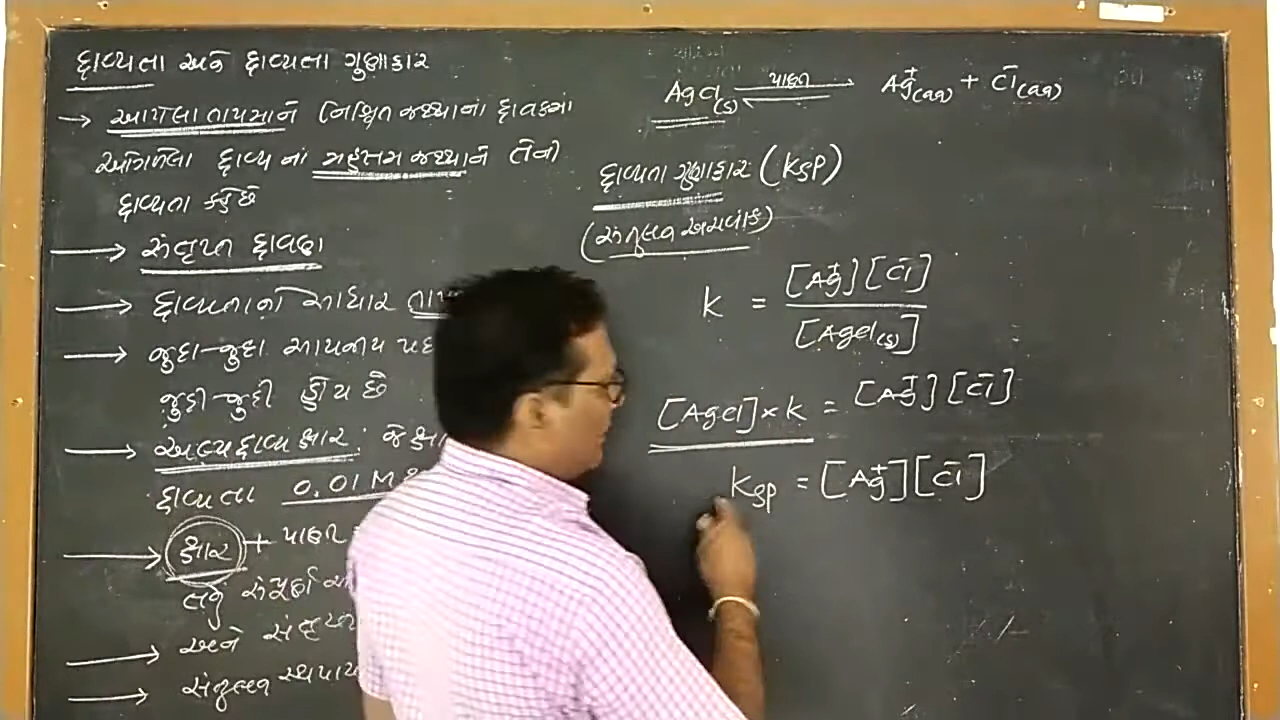 દ્રાવ્યતા અને દ્રાવ્યતા ગુણાકાર
→ આપેલા તાપમાને નિશ્ચિત જથ્થાના દ્રાવકમાં
ઓગળેલા દ્રાવ્ય ના મહત્તમ જથ્થાને તેની
દ્રાવ્યતા કહે છે
→ સંતૃપ્ત દ્રાવણ
→ દ્રાવ્યતાનો આધાર
→ જુદા-જુદા આયનીય
જુદી-જુદી હોય છે
→ અલ્પદ્રાવ્ય ક્ષાર: જે
દ્રાવ્યતા 0.01 M
→ ક્ષાર + પાણી
તેનું સંપૂર્ણ
→ અને
→ સંતુલન
AgCl(s) ⇌ પાણી Ag⁺(aq) + Cl⁻(aq)
દ્રાવ્યતા ગુણાકાર (Ksp)
(સંતુલન અચળાંક)
K = [Ag⁺][Cl⁻]
[AgCl(s)]
[AgCl] × K = [Ag⁺][Cl⁻]
Ksp = [Ag⁺][Cl⁻]